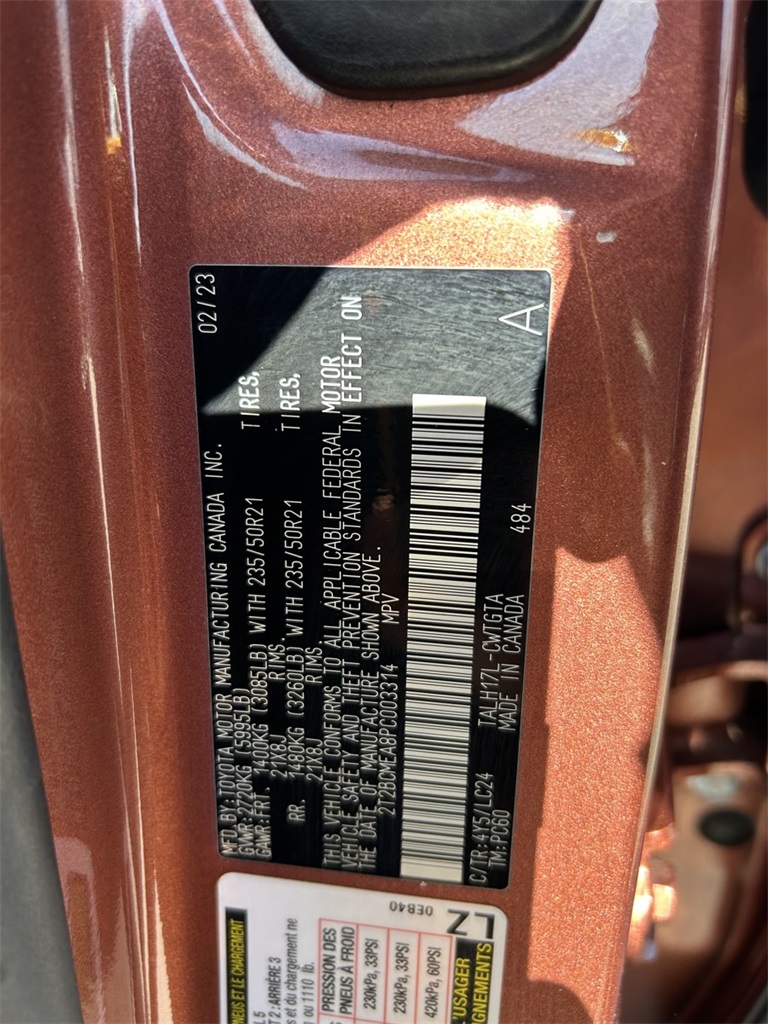 MFD. BY: TOYOTA MOTOR MANUFACTURING CANADA INC. 02/23
GVWR: 2720KG (5995LB)
GAWR: FRT. 1400KG (3085LB) WITH 235/50R21 TIRES,
21X8J RIMS
RR. 1480KG (3260LB) WITH 235/50R21 TIRES,
21X8J RIMS
THIS VEHICLE CONFORMS TO ALL APPLICABLE FEDERAL MOTOR
VEHICLE SAFETY AND THEFT PREVENTION STANDARDS IN EFFECT ON
THE DATE OF MANUFACTURE SHOWN ABOVE.
2T2BCMEA8PC003314 MPV
C/TR: 4Y5/LC24 TALH17L-CWTGTA
TM: PC60 MADE IN CANADA 484
A
PNEUS ET LE CHARGEMENT
L 5
T 2 : ARRIÈRE 3
s et du chargement ne
ou 1110 lb.
PRESSION DES
PNEUS À FROID
230kPa, 33PSI
230kPa, 33PSI
420kPa, 60PSI
L'USAGER
IGNEMENTS
0EB40
LZ